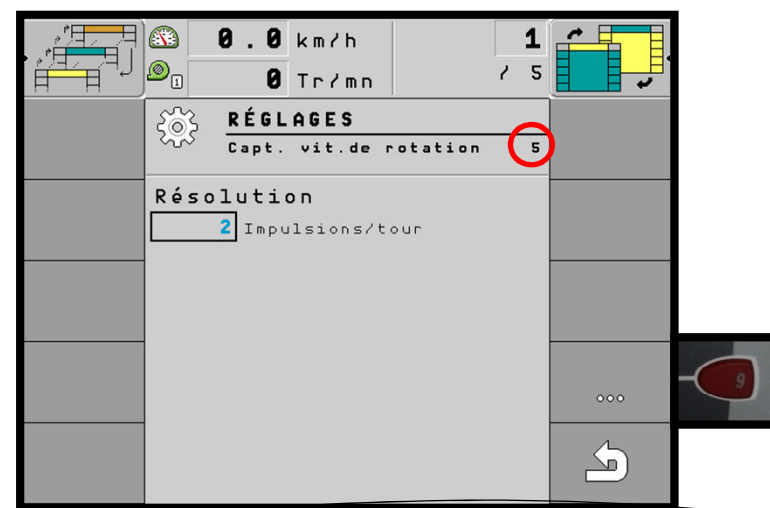 0.0 km/h
1
0 Tr/mn
/ 5
1
RÉGLAGES
Capt. vit.de rotation 5
Résolution
2 Impulsions/tour
9